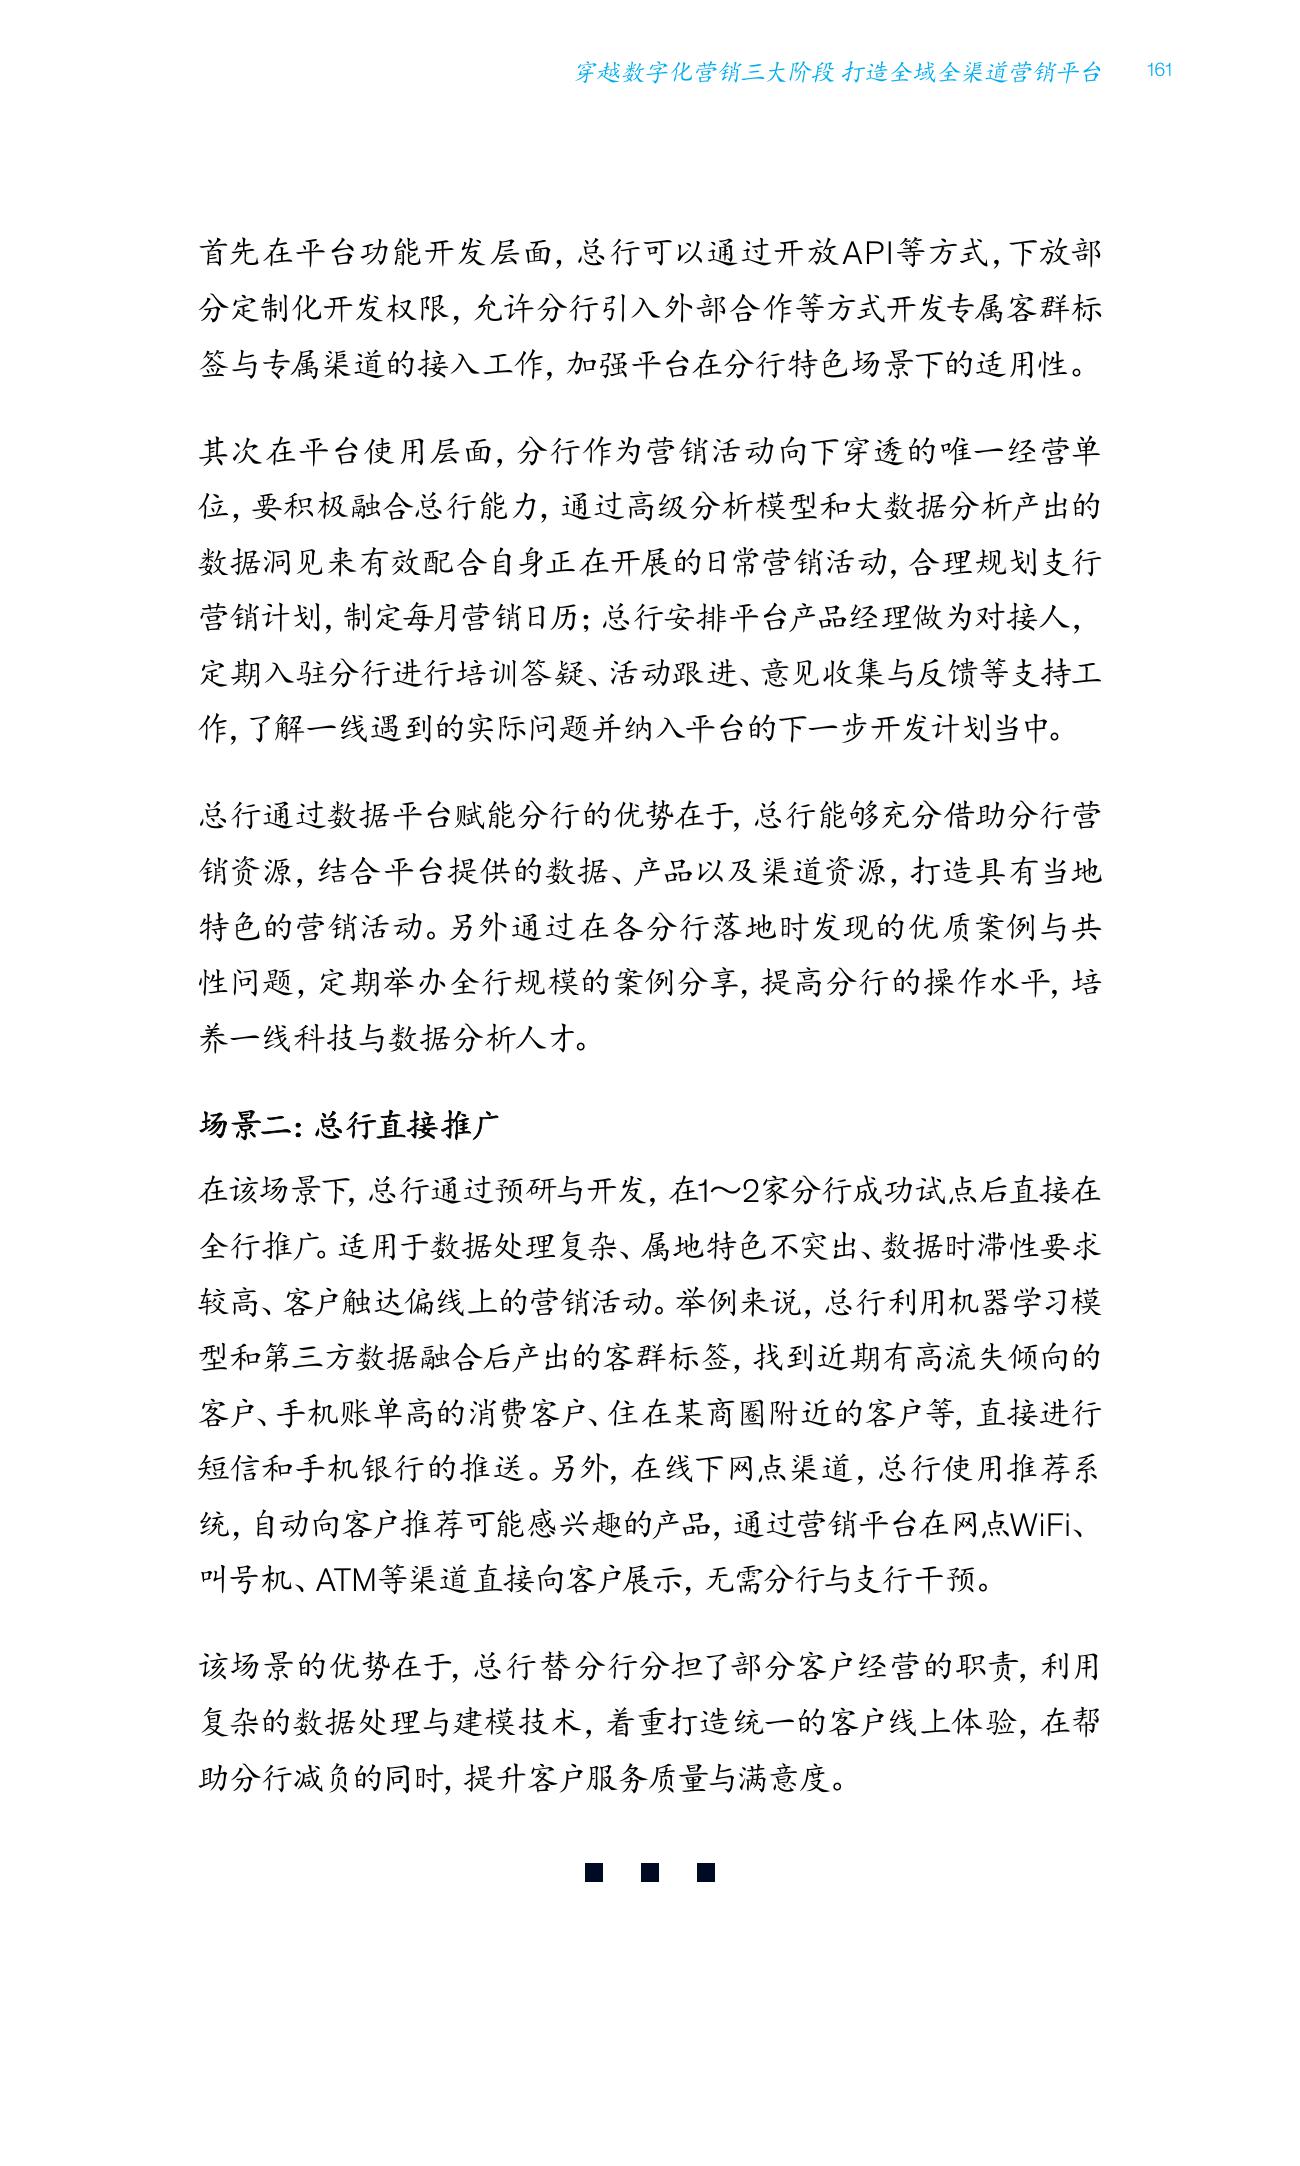 穿越数字化营销三大阶段 打造全域全渠道营销平台 161
首先在平台功能开发层面，总行可以通过开放API等方式，下放部
分定制化开发权限，允许分行引入外部合作等方式开发专属客群标
签与专属渠道的接入工作，加强平台在分行特色场景下的适用性。
其次在平台使用层面，分行作为营销活动向下穿透的唯一经营单
位，要积极融合总行能力，通过高级分析模型和大数据分析产出的
数据洞见来有效配合自身正在开展的日常营销活动，合理规划支行
营销计划，制定每月营销日历；总行安排平台产品经理做为对接人，
定期入驻分行进行培训答疑、活动跟进、意见收集与反馈等支持工
作，了解一线遇到的实际问题并纳入平台的下一步开发计划当中。
总行通过数据平台赋能分行的优势在于，总行能够充分借助分行营
销资源，结合平台提供的数据、产品以及渠道资源，打造具有当地
特色的营销活动。另外通过在各分行落地时发现的优质案例与共
性问题，定期举办全行规模的案例分享，提高分行的操作水平，培
养一线科技与数据分析人才。
场景二：总行直接推广
在该场景下，总行通过预研与开发，在1～2家分行成功试点后直接在
全行推广。适用于数据处理复杂、属地特色不突出、数据时滞性要求
较高、客户触达偏线上的营销活动。举例来说，总行利用机器学习模
型和第三方数据融合后产出的客群标签，找到近期有高流失倾向的
客户、手机账单高的消费客户、住在某商圈附近的客户等，直接进行
短信和手机银行的推送。另外，在线下网点渠道，总行使用推荐系
统，自动向客户推荐可能感兴趣的产品，通过营销平台在网点WiFi、
叫号机、ATM等渠道直接向客户展示，无需分行与支行干预。
该场景的优势在于，总行替分行分担了部分客户经营的职责，利用
复杂的数据处理与建模技术，着重打造统一的客户线上体验，在帮
助分行减负的同时，提升客户服务质量与满意度。